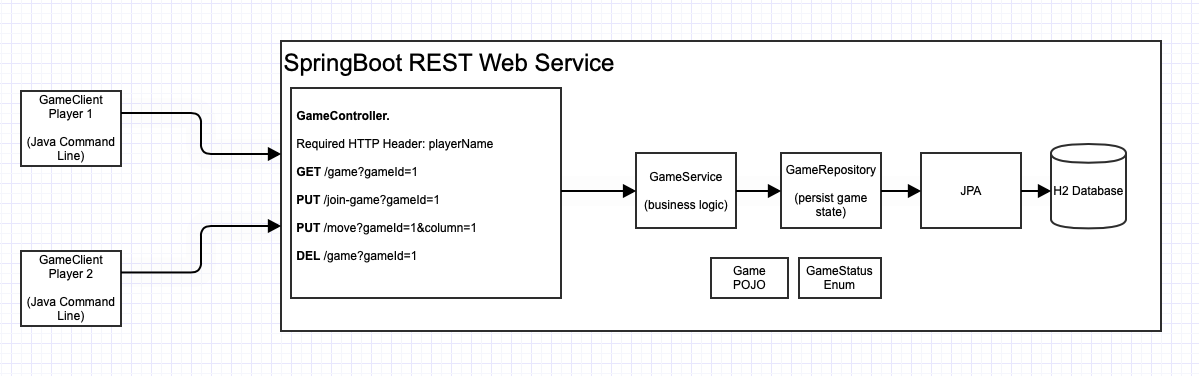 SpringBoot REST Web Service
GameClient
Player 1
(Java Command
Line)
GameClient
Player 2
(Java Command
Line)
GameController.
Required HTTP Header: playerName
GET /game?gameId=1
PUT /join-game?gameId=1
PUT /move?gameId=1&column=1
DEL /game?gameId=1
GameService
(business logic)
GameRepository
(persist game
state)
JPA
H2 Database
Game
POJO
GameStatus
Enum